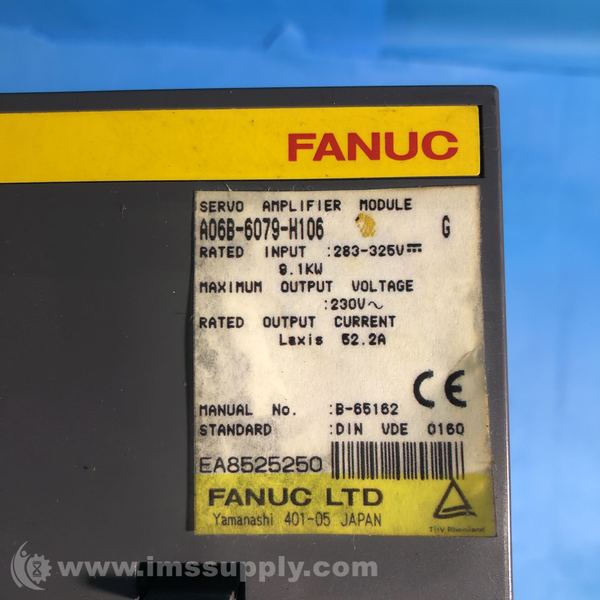 FANUC
SERVO AMPLIFIER MODULE
A06B-6079-H106 G
RATED INPUT :283-325V⎓
9.1KW
MAXIMUM OUTPUT VOLTAGE
:230V～
RATED OUTPUT CURRENT
Laxis 52.2A
CE
MANUAL No. :B-65162
STANDARD :DIN VDE 0160
EA8525250
FANUC LTD
Yamanashi 401-05 JAPAN
TÜV Rheinland
© www.imssupply.com